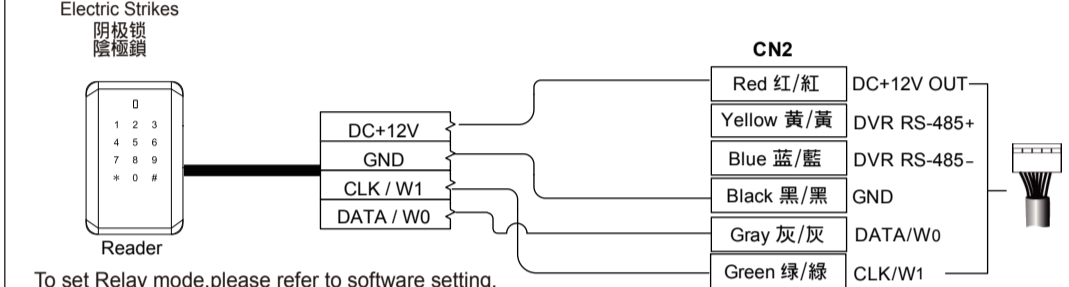 Electric Strikes
阴极锁
陰極鎖
1 2 3
4 5 6
7 8 9
* 0 #
Reader
DC+12V
GND
CLK / W1
DATA / W0
CN2
Red 红/紅 DC+12V OUT
Yellow 黄/黃 DVR RS-485+
Blue 蓝/藍 DVR RS-485-
Black 黑/黑 GND
Gray 灰/灰 DATA/W0
Green 绿/綠 CLK/W1
To set Relay mode,please refer to software setting.